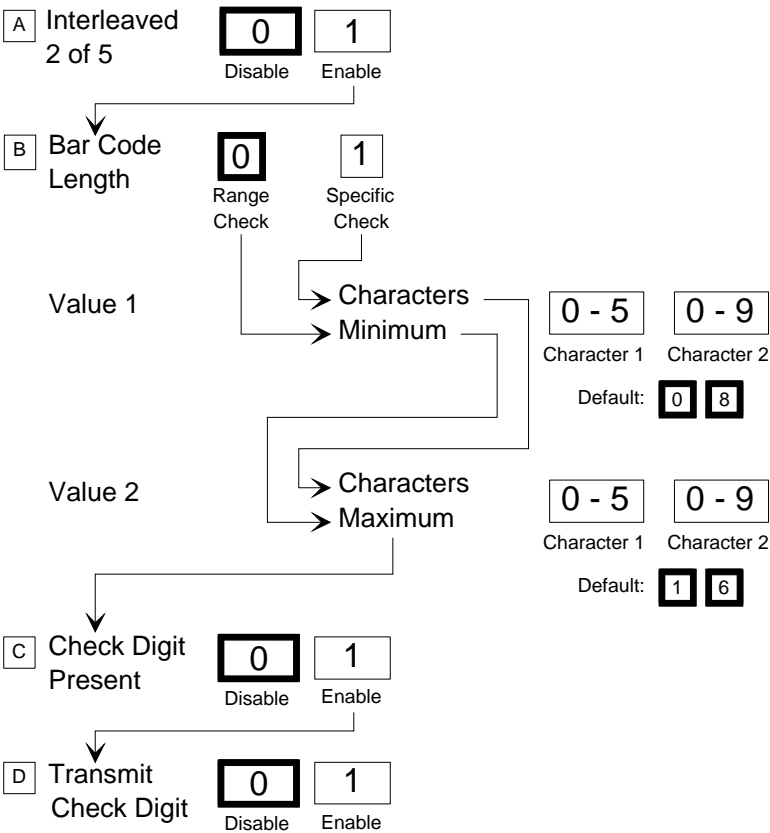 A Interleaved 0 1
2 of 5
Disable Enable
B Bar Code 0 1
Length
Range Specific
Check Check
Value 1 Characters 0 - 5 0 - 9
Minimum
Character 1 Character 2
Default: 0 8
Value 2 Characters 0 - 5 0 - 9
Maximum
Character 1 Character 2
Default: 1 6
C Check Digit 0 1
Present
Disable Enable
D Transmit 0 1
Check Digit
Disable Enable